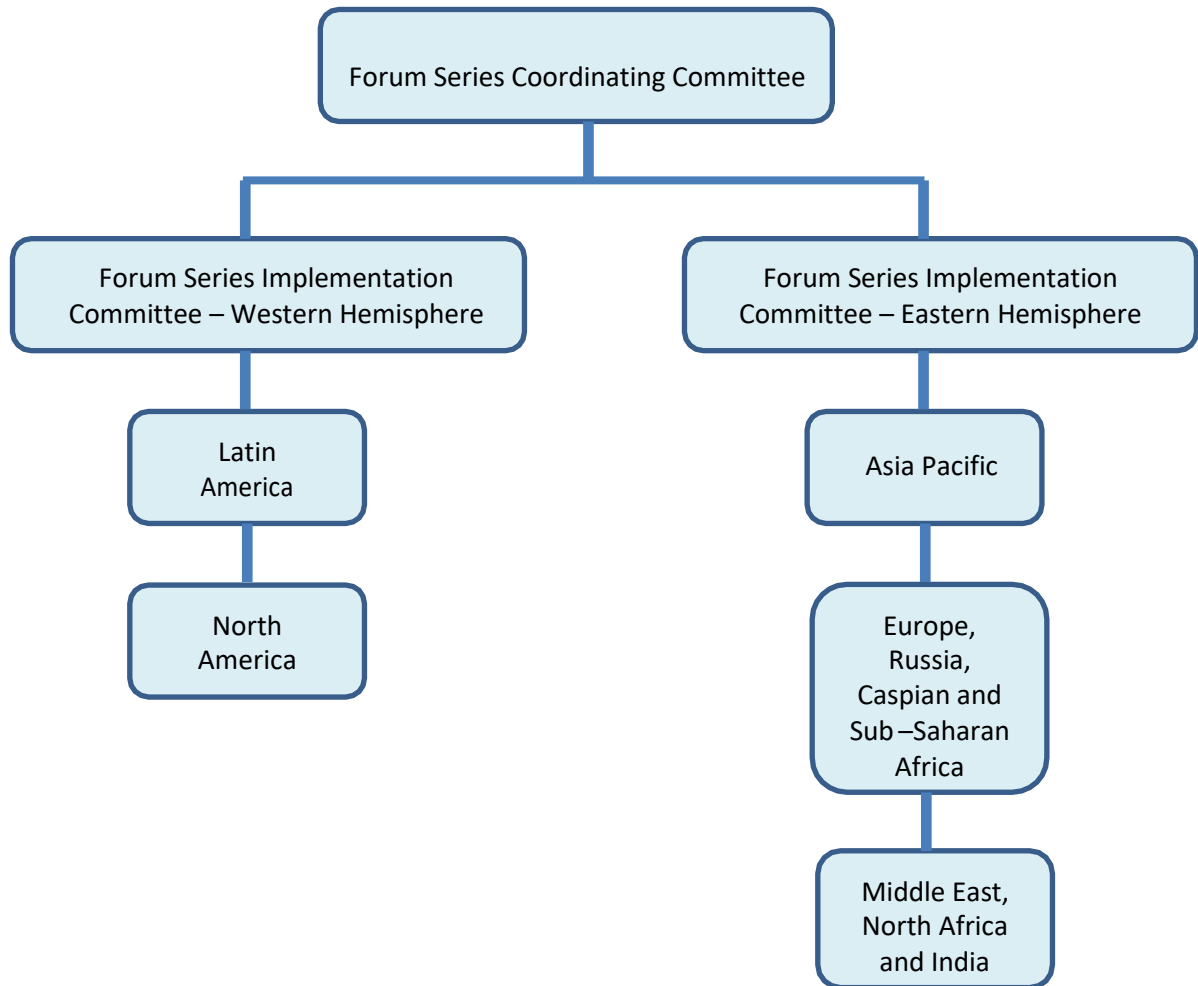 Forum Series Coordinating Committee
Forum Series Implementation
Committee – Western Hemisphere
Forum Series Implementation
Committee – Eastern Hemisphere
Latin
America
Asia Pacific
North
America
Europe,
Russia,
Caspian and
Sub –Saharan
Africa
Middle East,
North Africa
and India